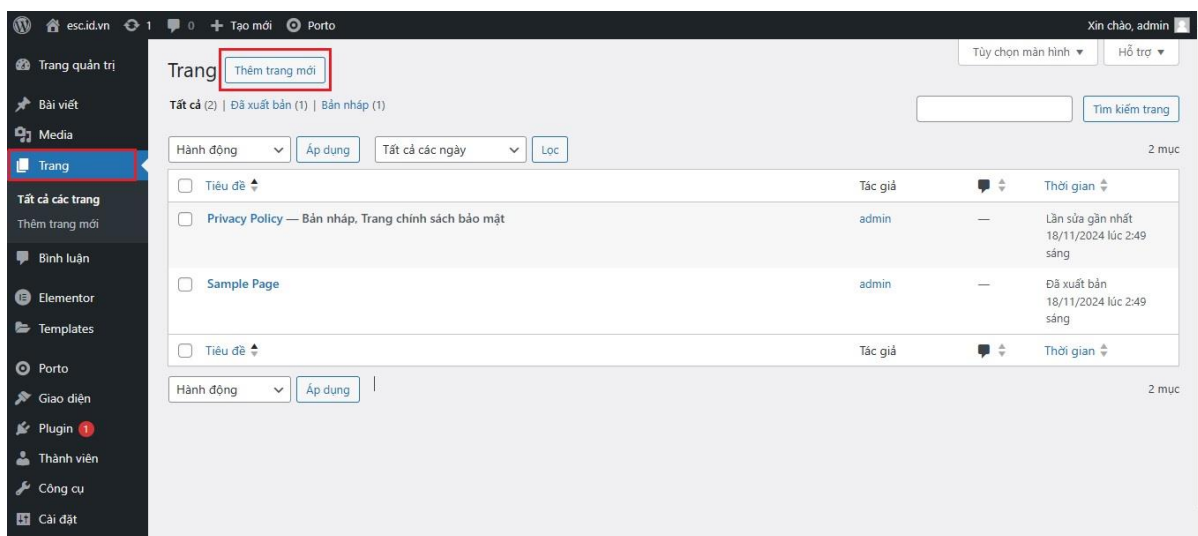 esc.id.vn 1 0 Tạo mới Porto Xin chào, admin
Tùy chọn màn hình Hỗ trợ
Trang quản trị
Bài viết
Media
Trang
Tất cả các trang
Thêm trang mới
Bình luận
Elementor
Templates
Porto
Giao diện
Plugin 1
Thành viên
Công cụ
Cài đặt
Trang Thêm trang mới
Tất cả (2) | Đã xuất bản (1) | Bản nháp (1)
Tìm kiếm trang
Hành động Áp dụng Tất cả các ngày Lọc 2 mục
Tiêu đề Tác giả Thời gian
Privacy Policy — Bản nháp, Trang chính sách bảo mật admin — Lần sửa gần nhất
18/11/2024 lúc 2:49
sáng
Sample Page admin — Đã xuất bản
18/11/2024 lúc 2:49
sáng
Tiêu đề Tác giả Thời gian
Hành động Áp dụng 2 mục